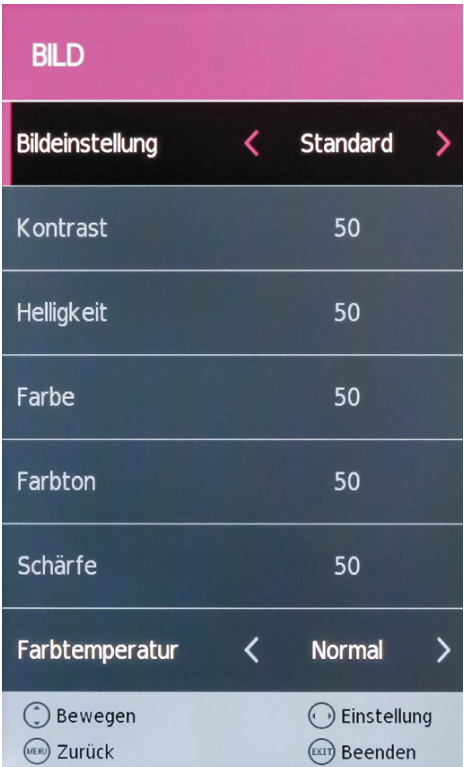 BILD
Bildeinstellung < Standard >
Kontrast 50
Helligkeit 50
Farbe 50
Farbton 50
Schärfe 50
Farbtemperatur < Normal >
Bewegen Einstellung
MENU Zurück EXIT Beenden